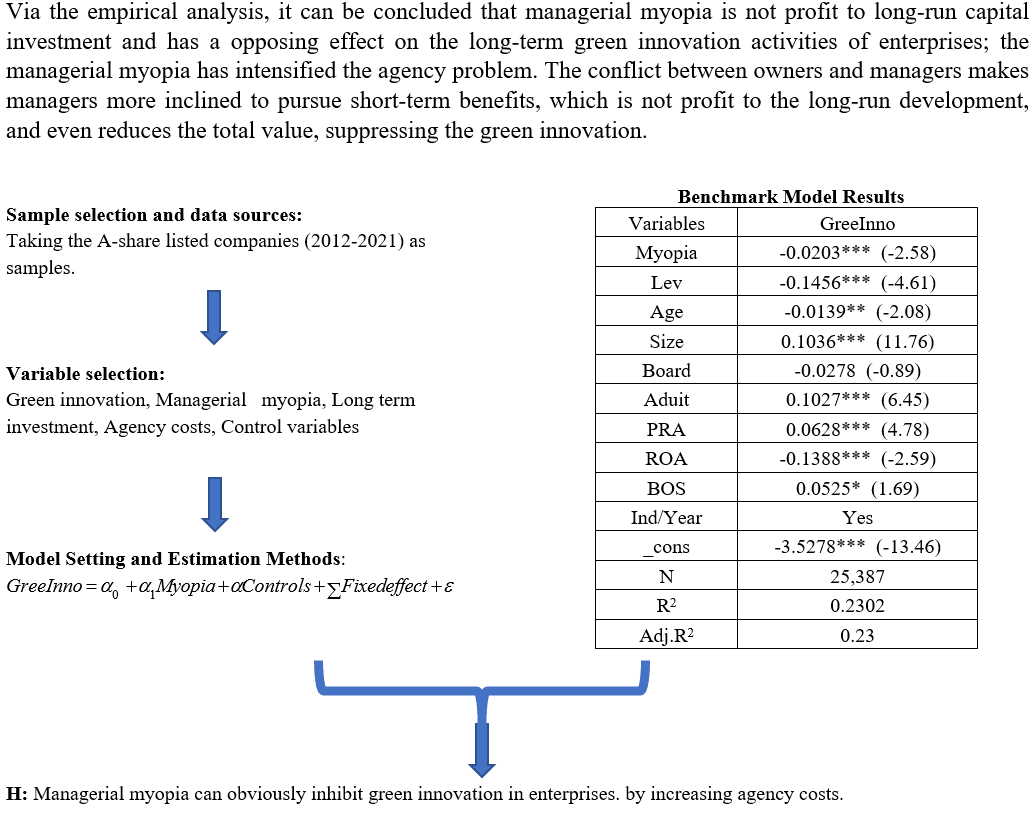 Via the empirical analysis, it can be concluded that managerial myopia is not profit to long-run capital
investment and has a opposing effect on the long-term green innovation activities of enterprises; the
managerial myopia has intensified the agency problem. The conflict between owners and managers makes
managers more inclined to pursue short-term benefits, which is not profit to the long-run development,
and even reduces the total value, suppressing the green innovation.
Sample selection and data sources:
Taking the A-share listed companies (2012-2021) as
samples.
Variable selection:
Green innovation, Managerial myopia, Long term
investment, Agency costs, Control variables
Model Setting and Estimation Methods:
GreeInno = α₀ + α₁Myopia + αControls + ∑Fixedeffect + ε
Benchmark Model Results
Variables GreeInno
Myopia -0.0203*** (-2.58)
Lev -0.1456*** (-4.61)
Age -0.0139** (-2.08)
Size 0.1036*** (11.76)
Board -0.0278 (-0.89)
Aduit 0.1027*** (6.45)
PRA 0.0628*** (4.78)
ROA -0.1388*** (-2.59)
BOS 0.0525* (1.69)
Ind/Year Yes
_cons -3.5278*** (-13.46)
N 25,387
R² 0.2302
Adj.R² 0.23
H: Managerial myopia can obviously inhibit green innovation in enterprises. by increasing agency costs.